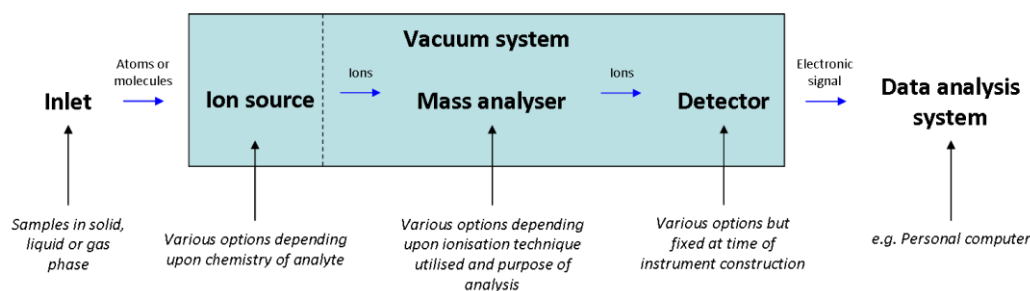 Vacuum system
Atoms or
molecules
Ions
Ions
Electronic
signal
Inlet
Ion source
Mass analyser
Detector
Data analysis
system
Samples in solid,
liquid or gas
phase
Various options depending
upon chemistry of analyte
Various options depending
upon ionisation technique
utilised and purpose of
analysis
Various options but
fixed at time of
instrument construction
e.g. Personal computer